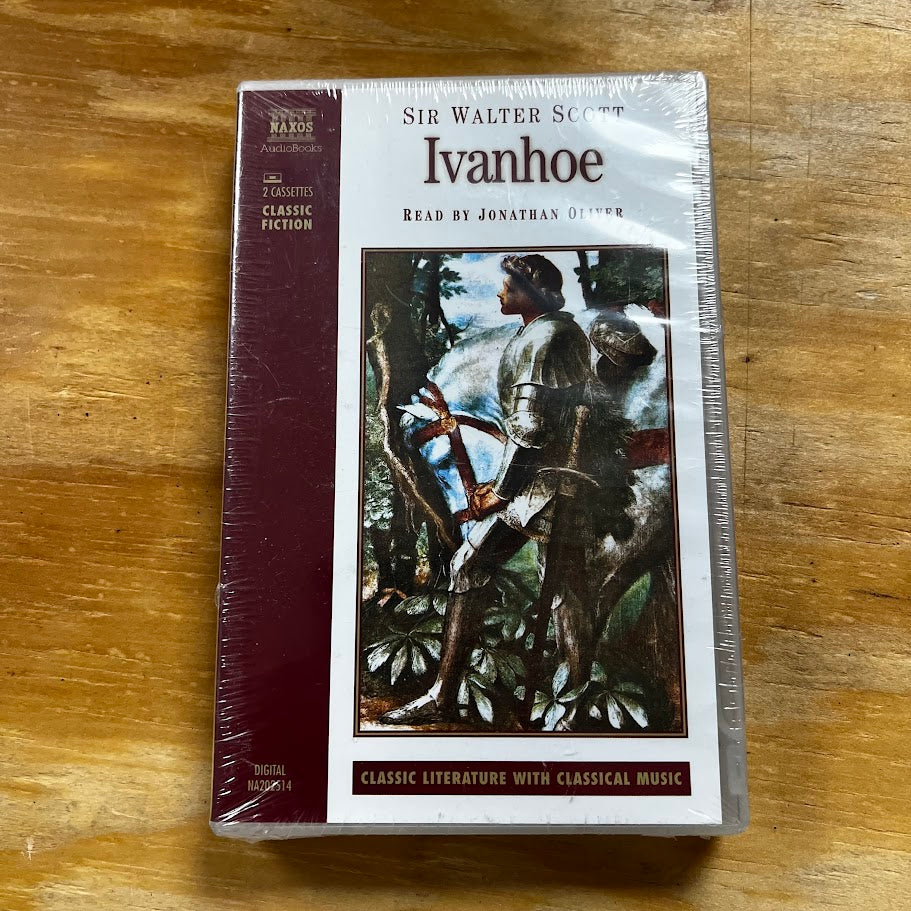 NAXOS
AudioBooks
2 CASSETTES
CLASSIC
FICTION
SIR WALTER SCOTT
Ivanhoe
READ BY JONATHAN OLIVER
DIGITAL
NA202514
CLASSIC LITERATURE WITH CLASSICAL MUSIC